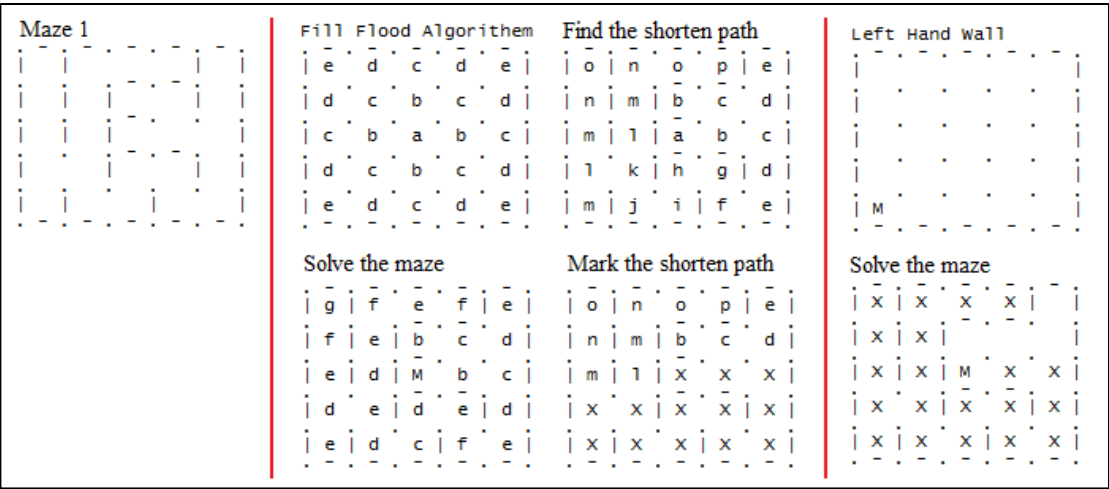 Maze 1
Fill Flood Algorithem
| e d c d e |
| d c b c d |
| c b a b c |
| d c b c d |
| e d c d e |
Find the shorten path
| o | n o p | e |
| n | m | b c d |
| m | l | a b c |
| l k | h g | d |
| m | j i | f e |
Solve the maze
| g | f e f | e |
| f | e | b c d |
| e | d | M b c |
| d e | d e | d |
| e | d c | f e |
Mark the shorten path
| o | n o p | e |
| n | m | b c d |
| m | l | x x x |
| x x | x x | x |
| x | x x | x x |
Left Hand Wall
| M |
Solve the maze
| x | x x x | |
| x | x | |
| x | x | M x x |
| x x | x x | x |
| x | x x | x x |